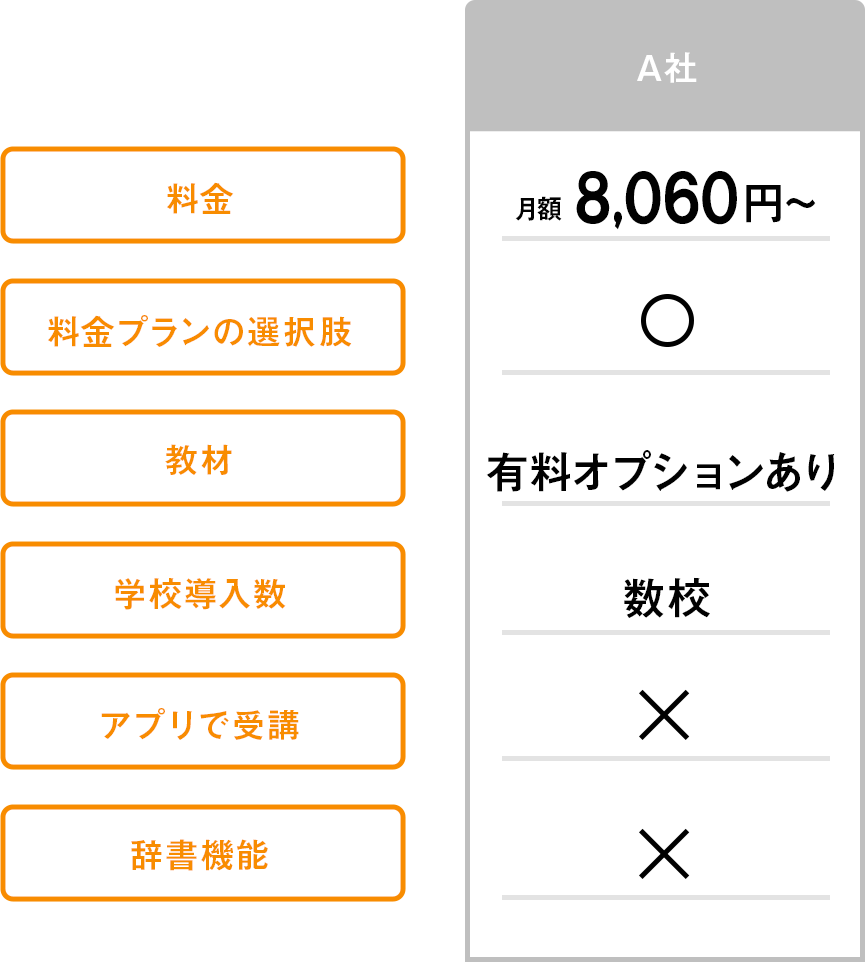 A社
料金
月額 8,060円〜
料金プランの選択肢
○
教材
有料オプションあり
学校導入数
数校
アプリで受講
×
辞書機能
×